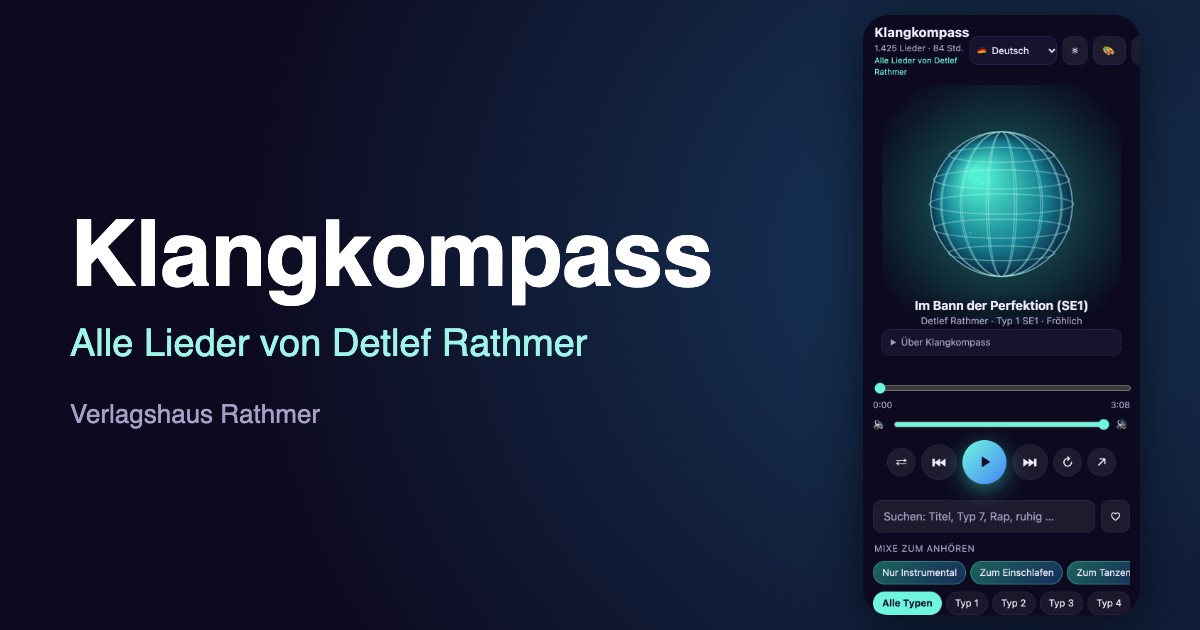 Klangkompass
Alle Lieder von Detlef Rathmer
Verlagshaus Rathmer
Klangkompass
1.425 Lieder · 84 Std.
Alle Lieder von Detlef
Rathmer
Deutsch
Im Bann der Perfektion (SE1)
Detlef Rathmer · Typ 1 SE1 · Fröhlich
Über Klangkompass
0:00 3:08
Suchen: Titel, Typ 7, Rap, ruhig ...
MIXE ZUM ANHÖREN
Nur Instrumental Zum Einschlafen Zum Tanzen
Alle Typen Typ 1 Typ 2 Typ 3 Typ 4